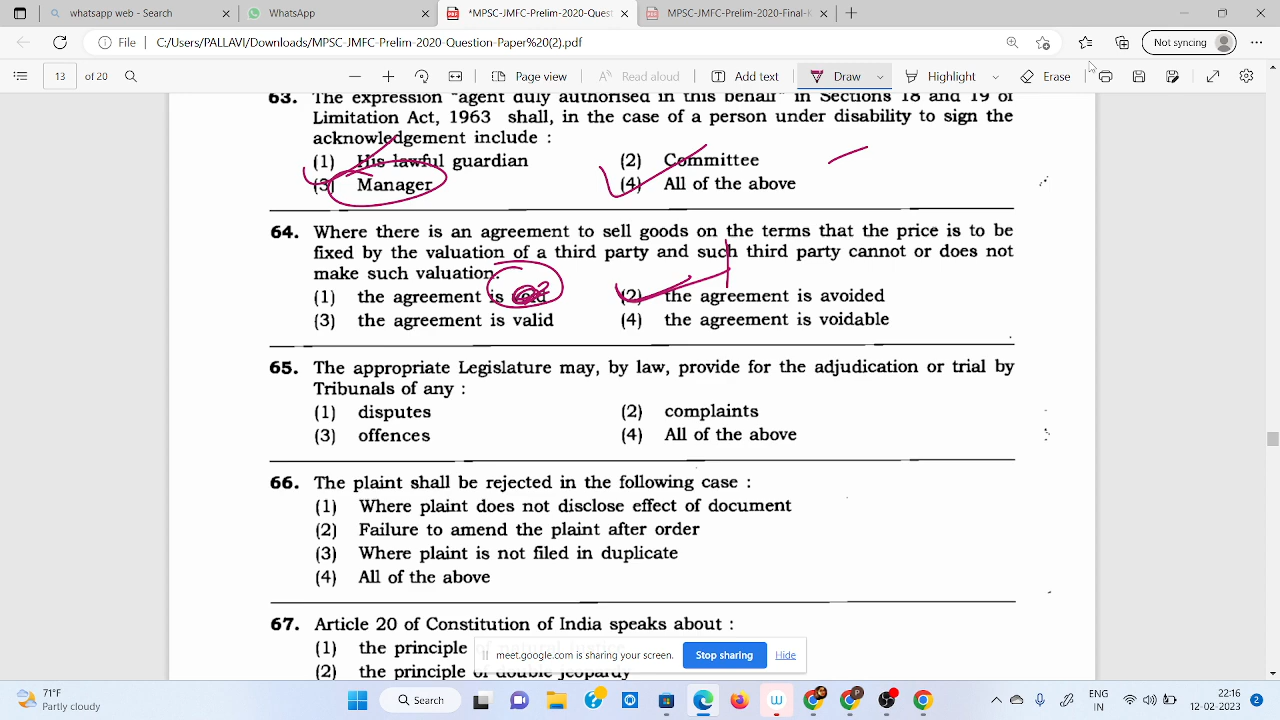 whatsapp web - Search
WhatsApp
*MPSC-JMFC-Prelim-2020-Quest
MPSC-JMFC-Prelim-2020-Final-K
File
C:/Users/PALLAVI/Downloads/MPSC JMFC-Prelim-2020-Question-Paper%20(2).pdf
Not syncing
13 of 20
Page view
Read aloud
Add text
Draw
Highlight
Erase
63. The expression "agent duly authorised in this behalf" in Sections 18 and 19 of
Limitation Act, 1963 shall, in the case of a person under disability to sign the
acknowledgement include :
(1) His lawful guardian (2) Committee
(3) Manager (4) All of the above
64. Where there is an agreement to sell goods on the terms that the price is to be
fixed by the valuation of a third party and such third party cannot or does not
make such valuation.
(1) the agreement is void (2) the agreement is avoided
(3) the agreement is valid (4) the agreement is voidable
65. The appropriate Legislature may, by law, provide for the adjudication or trial by
Tribunals of any :
(1) disputes (2) complaints
(3) offences (4) All of the above
66. The plaint shall be rejected in the following case :
(1) Where plaint does not disclose effect of document
(2) Failure to amend the plaint after order
(3) Where plaint is not filed in duplicate
(4) All of the above
67. Article 20 of Constitution of India speaks about :
(1) the principle
meet.google.com is sharing your screen.
Stop sharing
Hide
(2) the principle of double jeopardy
71°F
Partly cloudy
Search
ENG
IN
08:16
12-02-2023
2